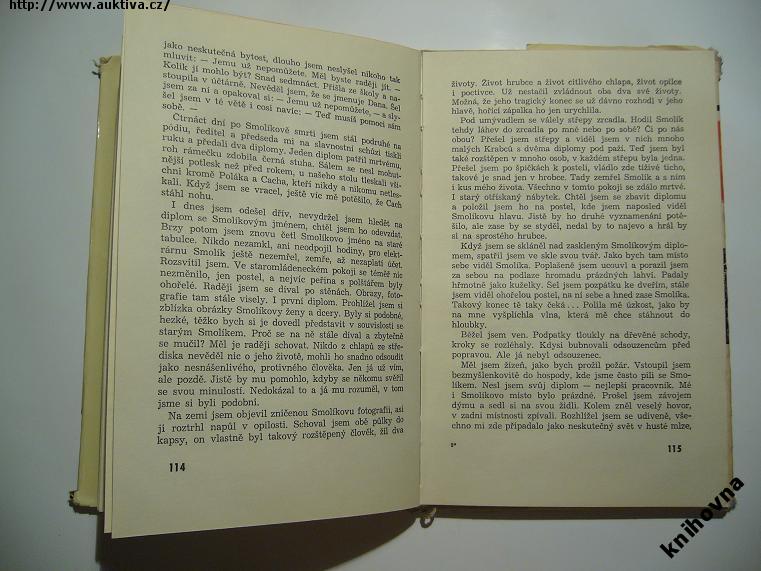 http://www.auktiva.cz/
jako neskutečná bytost, dlouho jsem neslyšel nikoho tak
mluvit: — Jemu už nepomůžete. Měl byste raději jít. —
Kolik jí mohlo být? Snad sedmnáct. Přišla ze školy a na-
stoupila v účtárně. Nevěděl jsem, že se jmenuje Dana. Šel
jsem za ní a opakoval si: — Jemu už nepomůžete, — a sly-
šel jsem v té větě i cosi navíc: — Teď musíš pomoci sám
sobě. —
Čtrnáct dní po Smolíkově smrti jsem stál podruhé na
pódiu, ředitel a předseda mi na slavnostní schůzi tiskli
ruku a předali dva diplomy. Jeden diplom patřil mrtvému,
roh rámečku zdobila černá stuha. Sálem se nesl mohut-
nější potlesk než před rokem, u našeho stolu tleskali vši-
chni kromě Poláka a Cacha, kteří nikdy a nikomu netles-
kali. Když jsem se vracel, ještě víc mě potěšilo, že Cach
stáhl nohu.
I dnes jsem odešel dřív, nevydržel jsem hledět na
diplom se Smolíkovým jménem, chtěl jsem ho odevzdat.
Brzy potom jsem znovu četl Smolíkovo jméno na staré
tabulce. Nikdo nezamkl, ani neodpojil hodiny, pro elekt-
rárnu Smolík ještě nezemřel, zemře, až nezaplatí účet.
Rozsvítil jsem. Ve staromládeneckém pokoji se téměř nic
nezměnilo, jen postel, a nejvíc peřina s polštářem byly
ohořelé. Raději jsem se díval po stěnách. Obrazy, foto-
grafie tam stále visely. I první diplom. Prohlížel jsem si
zblízka obrázky Smolíkovy ženy a dcery. Byly si podobné,
hezké, těžko bych si je dovedl představit v souvislosti se
starým Smolíkem. Proč se na ně stále díval a zbytečně
se mučil? Měl je raději schovat. Nikdo z chlapů ze stře-
diska nevěděl nic o jeho životě, mohli ho snadno odsoudit
jako nesnášenlivého, protivného člověka. Jen já už vím,
ale pozdě. Jistě by mu pomohlo, kdyby se někomu svěřil
se svou minulostí. Nedokázal to a já mu rozuměl, v tom
jsme si byli podobní.
Na zemi jsem objevil zničenou Smolíkovu fotografii, asi
ji roztrhl napůl v opilosti. Schoval jsem obě půlky do
kapsy, on vlastně byl takový rozštěpený člověk, žil dva
114
životy. Život hrubce a život citlivého chlapa, život opilce
i poctivce. Už nestačil zvládnout oba dva své životy.
Možná, že jeho tragický konec se už dávno rozhodl v jeho
hlavě, hořící zápalka ho jen urychlila.
Pod umývadlem se válely střepy zrcadla. Hodil Smolík
tehdy láhev do zrcadla po mně nebo po sobě? Či po nás
obou? Přešel jsem střepy a viděl jsem v nich mnoho
malých Krabců s dvěma diplomy pod paží. Teď jsem byl
také rozštěpen v mnoho osob, v každém střepu byla jedna.
Přešel jsem po špičkách k posteli, vládlo zde tíživé ticho,
takové je snad jen v hrobce. Tady zemřel Smolík a s ním
i kus mého života. Všechno v tomto pokoji se zdálo mrtvé.
I starý otřískaný nábytek. Chtěl jsem se zbavit diplomu
a položil jsem ho na postel, kde jsem naposled viděl
Smolíkovu hlavu. Jistě by ho druhé vyznamenání potě-
šilo, ale zase by se styděl, nedal by to najevo a hrál by
si na sprostého hrubce.
Když jsem se skláněl nad zaskleným Smolíkovým diplo-
mem, spatřil jsem ve skle svou tvář. Jako bych tam místo
sebe viděl Smolíka. Poplašeně jsem ucouvl a porazil jsem
za sebou na podlaze hromadu prázdných lahví. Padaly
hřmotně jako kuželky. Šel jsem pozpátku ke dveřím, stále
jsem viděl ohořelou postel, na ní sebe a hned zase Smolíka.
Takový konec tě taky čeká... Polila mě úzkost, jako by
na mne vyšplíchla vlna, která mě chce stáhnout do
hloubky.
Běžel jsem ven. Podpatky tloukly na dřevěné schody,
kroky se rozléhaly. Kdysi bubnovali odsouzencům před
popravou. Ale já nebyl odsouzenec.
Měl jsem žízeň, jako bych prožil požár. Vstoupil jsem
bezmyšlenkovitě do hospody, kde jsme často pili se Smo-
líkem. Nesl jsem svůj diplom — nejlepší pracovník. Mé
i Smolíkovo místo bylo prázdné. Prošel jsem závojem
dýmu a sedl si na svou židli. Kolem zněl veselý hovor,
v zadní místnosti zpívali. Rozhlížel jsem se udiveně, vše-
chno mi zde připadalo jako neskutečný svět v husté mlze,
115
knihovna